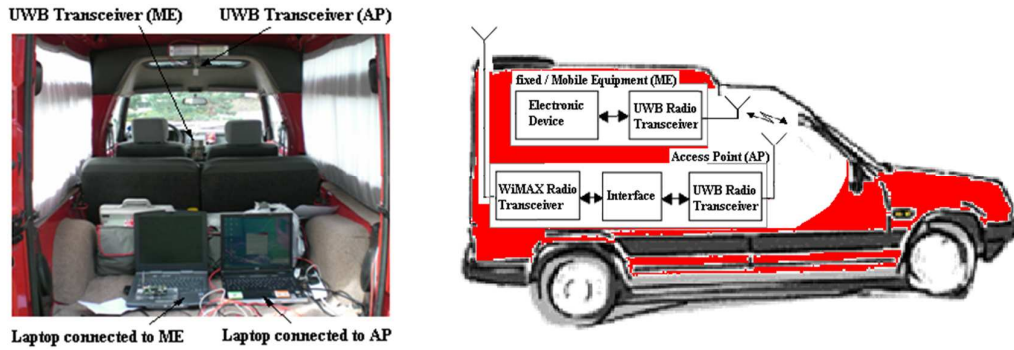 UWB Transceiver (ME)
UWB Transceiver (AP)
Laptop connected to ME
Laptop connected to AP
fixed / Mobile Equipment (ME)
Electronic
Device
UWB Radio
Transceiver
Access Point (AP)
WiMAX Radio
Transceiver
Interface
UWB Radio
Transceiver